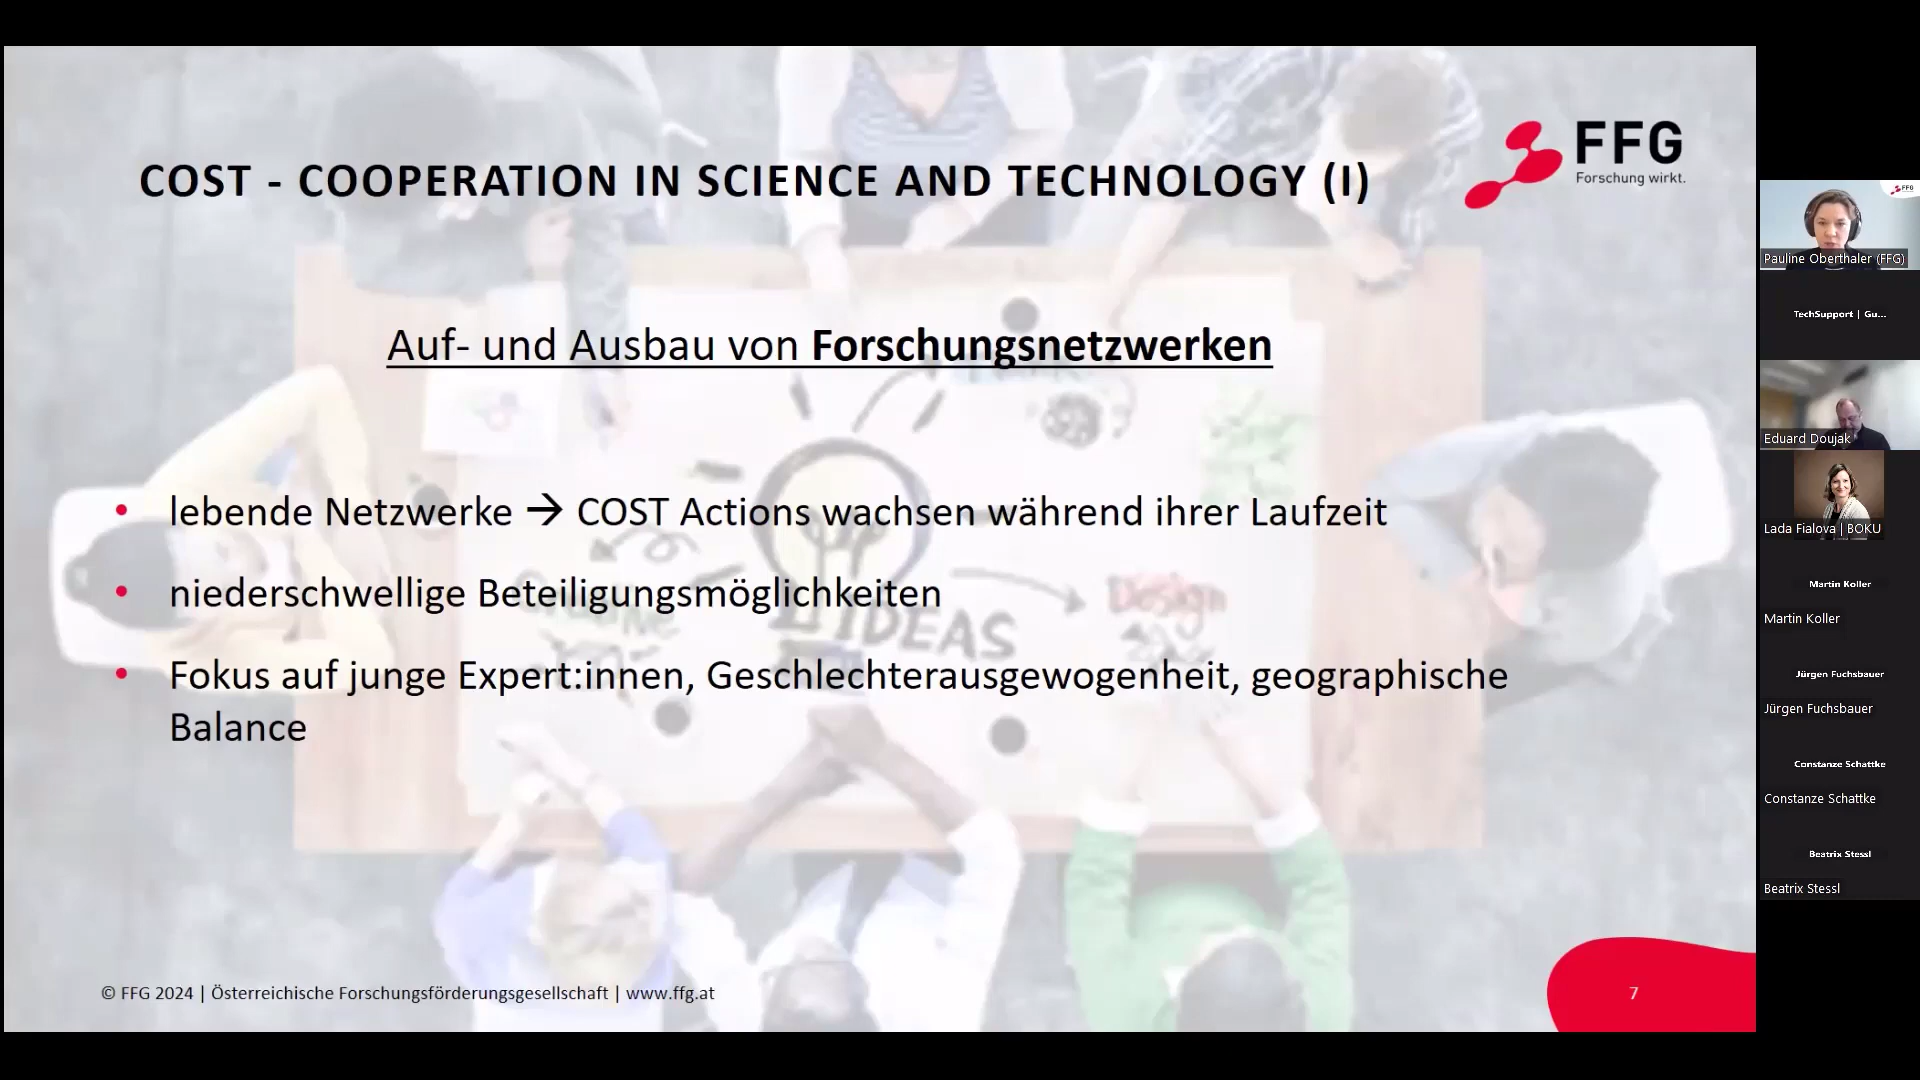 COST - COOPERATION IN SCIENCE AND TECHNOLOGY (I)
FFG
Forschung wirkt.
Auf- und Ausbau von Forschungsnetzwerken
• lebende Netzwerke → COST Actions wachsen während ihrer Laufzeit
• niederschwellige Beteiligungsmöglichkeiten
• Fokus auf junge Expert:innen, Geschlechterausgewogenheit, geographische
Balance
IDEAS
Design
© FFG 2024 | Österreichische Forschungsförderungsgesellschaft | www.ffg.at
7
FFG
Pauline Oberthaler (FFG)
TechSupport | Gu...
Eduard Doujak
Lada Fialova | BOKU
Martin Koller
Martin Koller
Jürgen Fuchsbauer
Jürgen Fuchsbauer
Constanze Schattke
Constanze Schattke
Beatrix Stessl
Beatrix Stessl